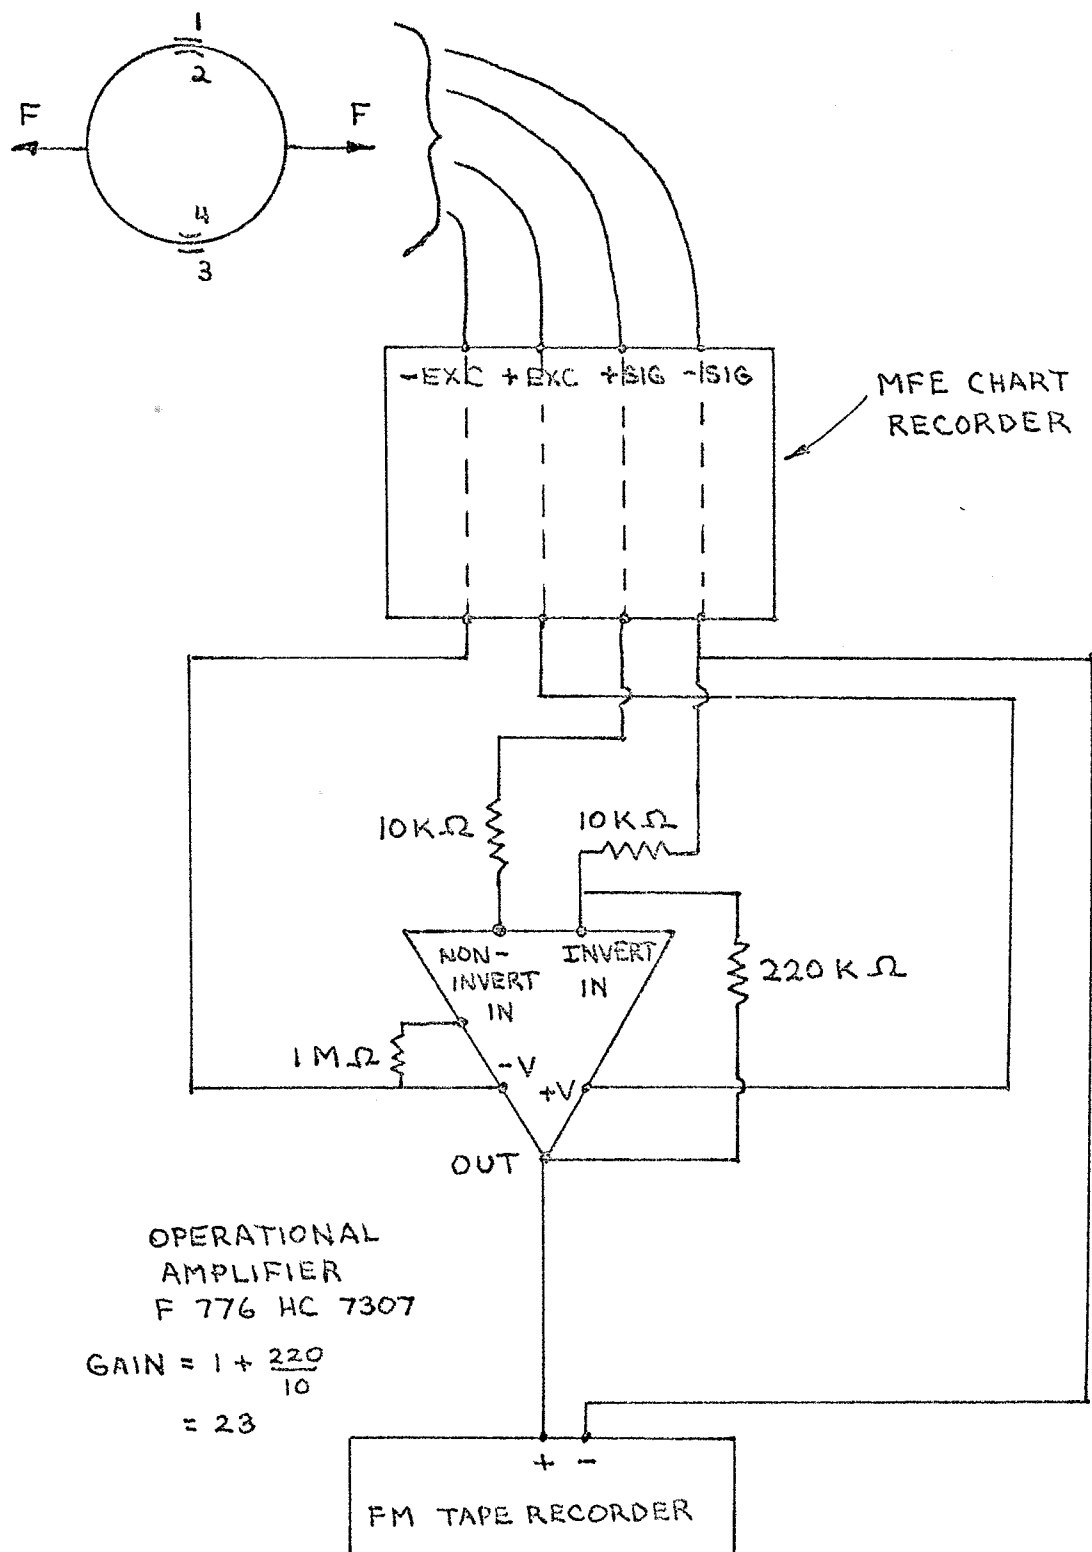 1
2
F
F
4
3
-EXC +EXC +SIG -SIG
MFE CHART
RECORDER
10KΩ
10KΩ
NON-
INVERT
IN
INVERT
IN
220KΩ
1MΩ
-V
+V
OUT
OPERATIONAL
AMPLIFIER
F 776 HC 7307
GAIN = 1 + 220/10
= 23
+ -
FM TAPE RECORDER